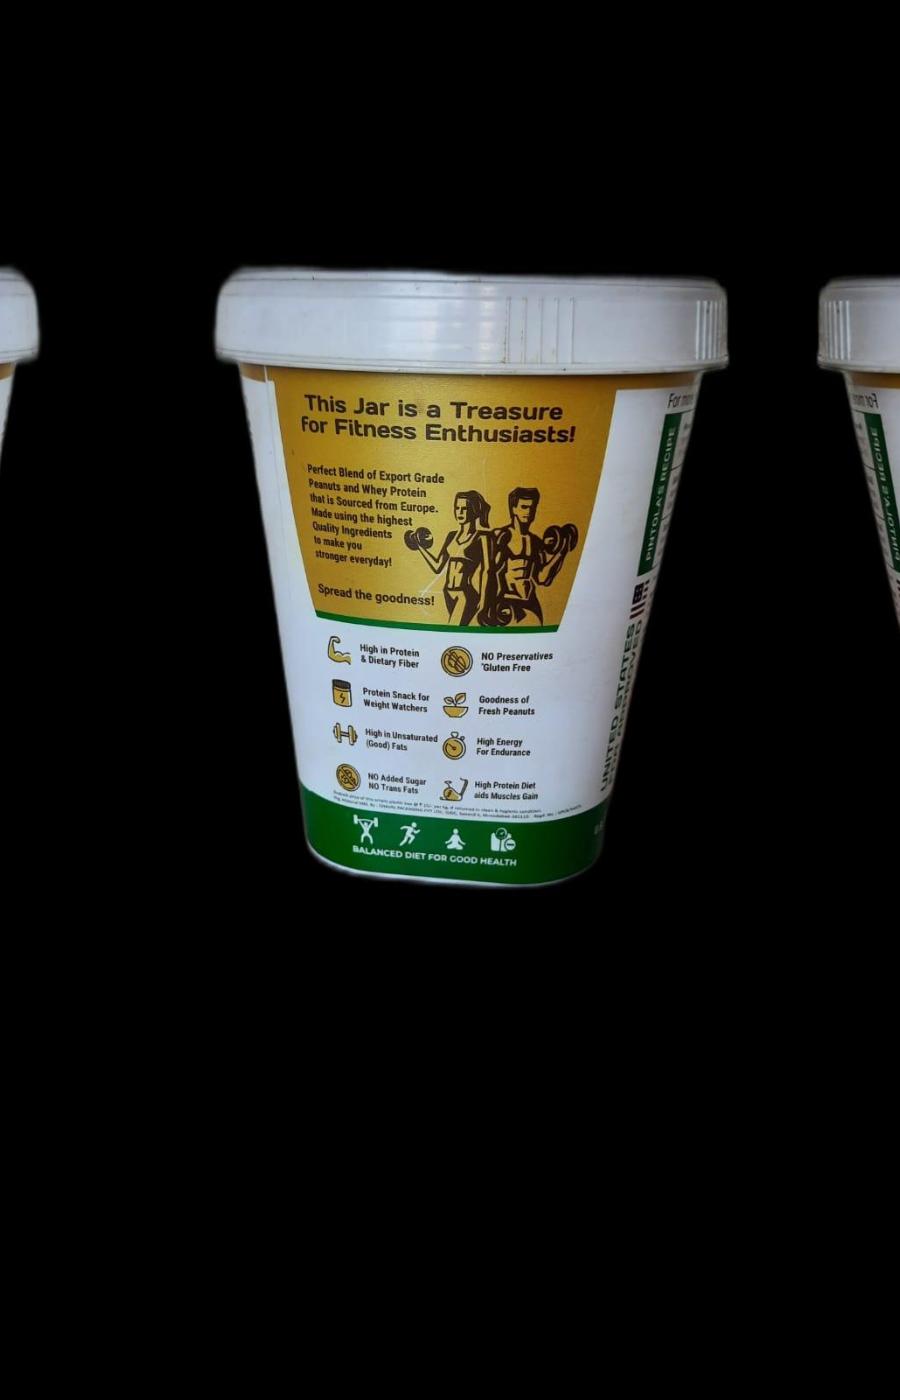 This Jar is a Treasure
for Fitness Enthusiasts!
Perfect Blend of Export Grade
Peanuts and Whey Protein
that is Sourced from Europe.
Made using the highest
Quality Ingredients
to make you
stronger everyday!
Spread the goodness!
High in Protein
& Dietary Fiber
NO Preservatives
*Gluten Free
Protein Snack for
Weight Watchers
Goodness of
Fresh Peanuts
High in Unsaturated
(Good) Fats
High Energy
For Endurance
NO Added Sugar
NO Trans Fats
High Protein Diet
aids Muscles Gain
BALANCED DIET FOR GOOD HEALTH
For
PINTOLA'S RECIPE
UNITED STATES